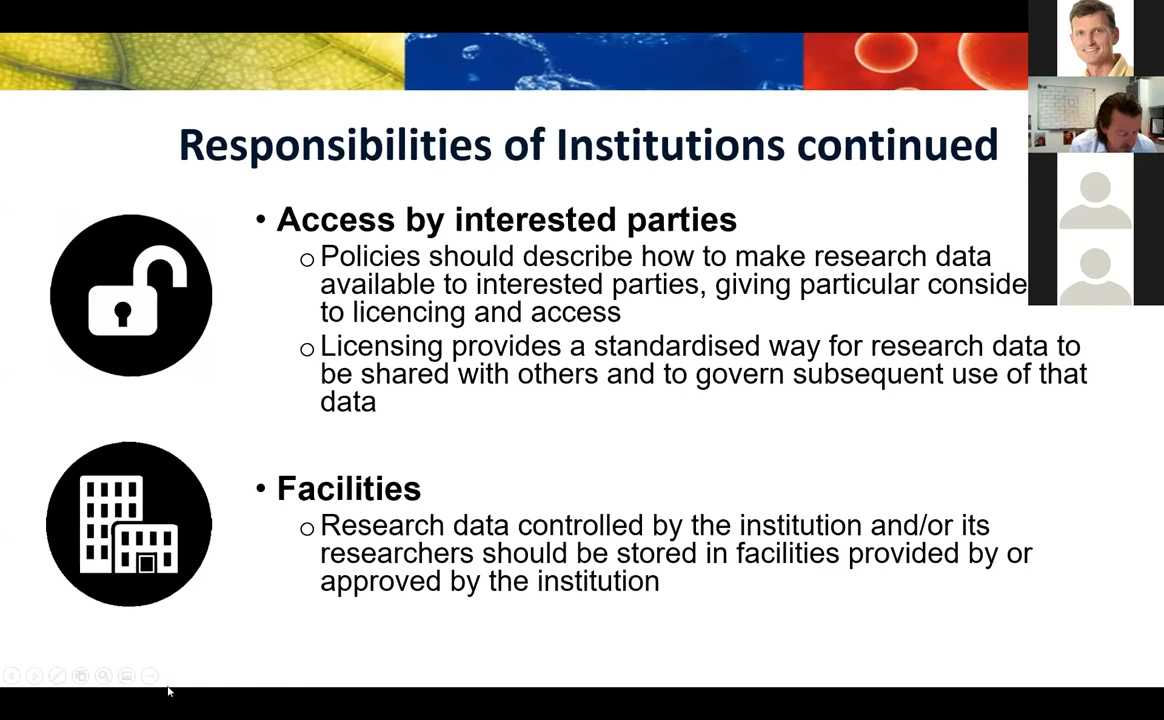 Responsibilities of Institutions continued
• Access by interested parties
o Policies should describe how to make research data
available to interested parties, giving particular
to licencing and access
o Licensing provides a standardised way for research data to
be shared with others and to govern subsequent use of that
data
• Facilities
o Research data controlled by the institution and/or its
researchers should be stored in facilities provided by or
approved by the institution